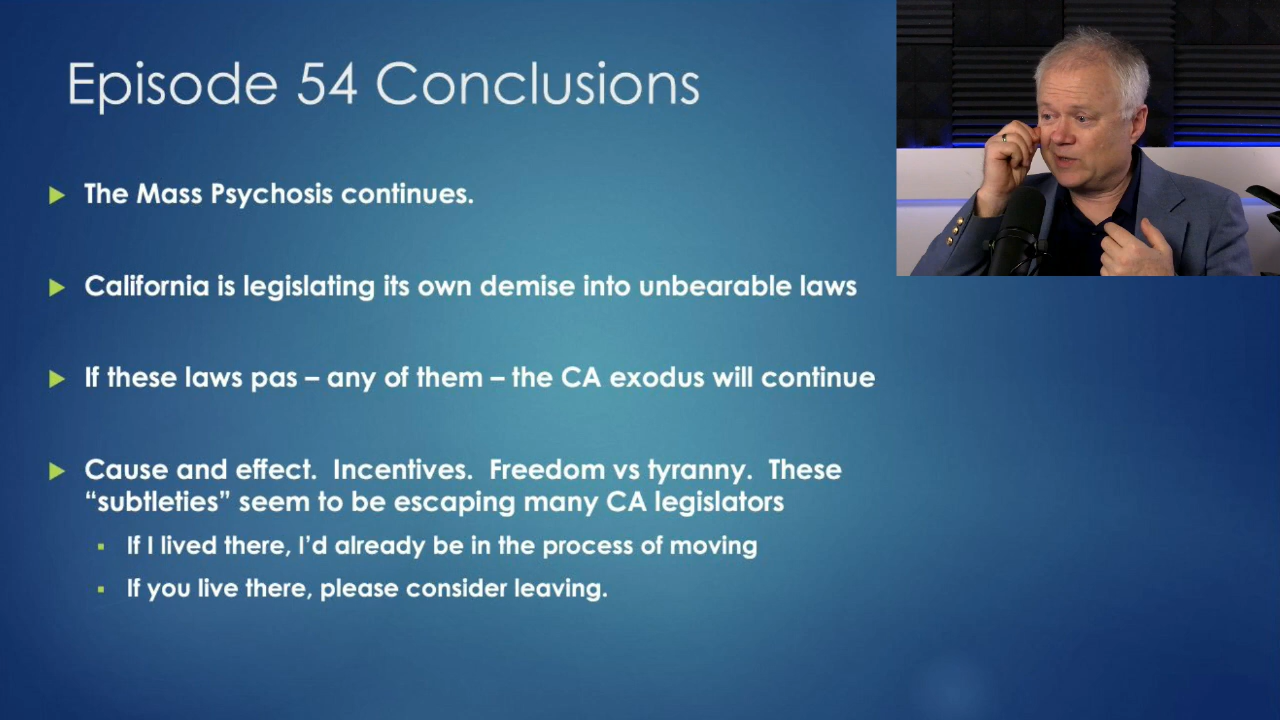 Episode 54 Conclusions
The Mass Psychosis continues.
California is legislating its own demise into unbearable laws
If these laws pas – any of them – the CA exodus will continue
Cause and effect.  Incentives.  Freedom vs tyranny.  These
“subtleties” seem to be escaping many CA legislators
If I lived there, I’d already be in the process of moving
If you live there, please consider leaving.